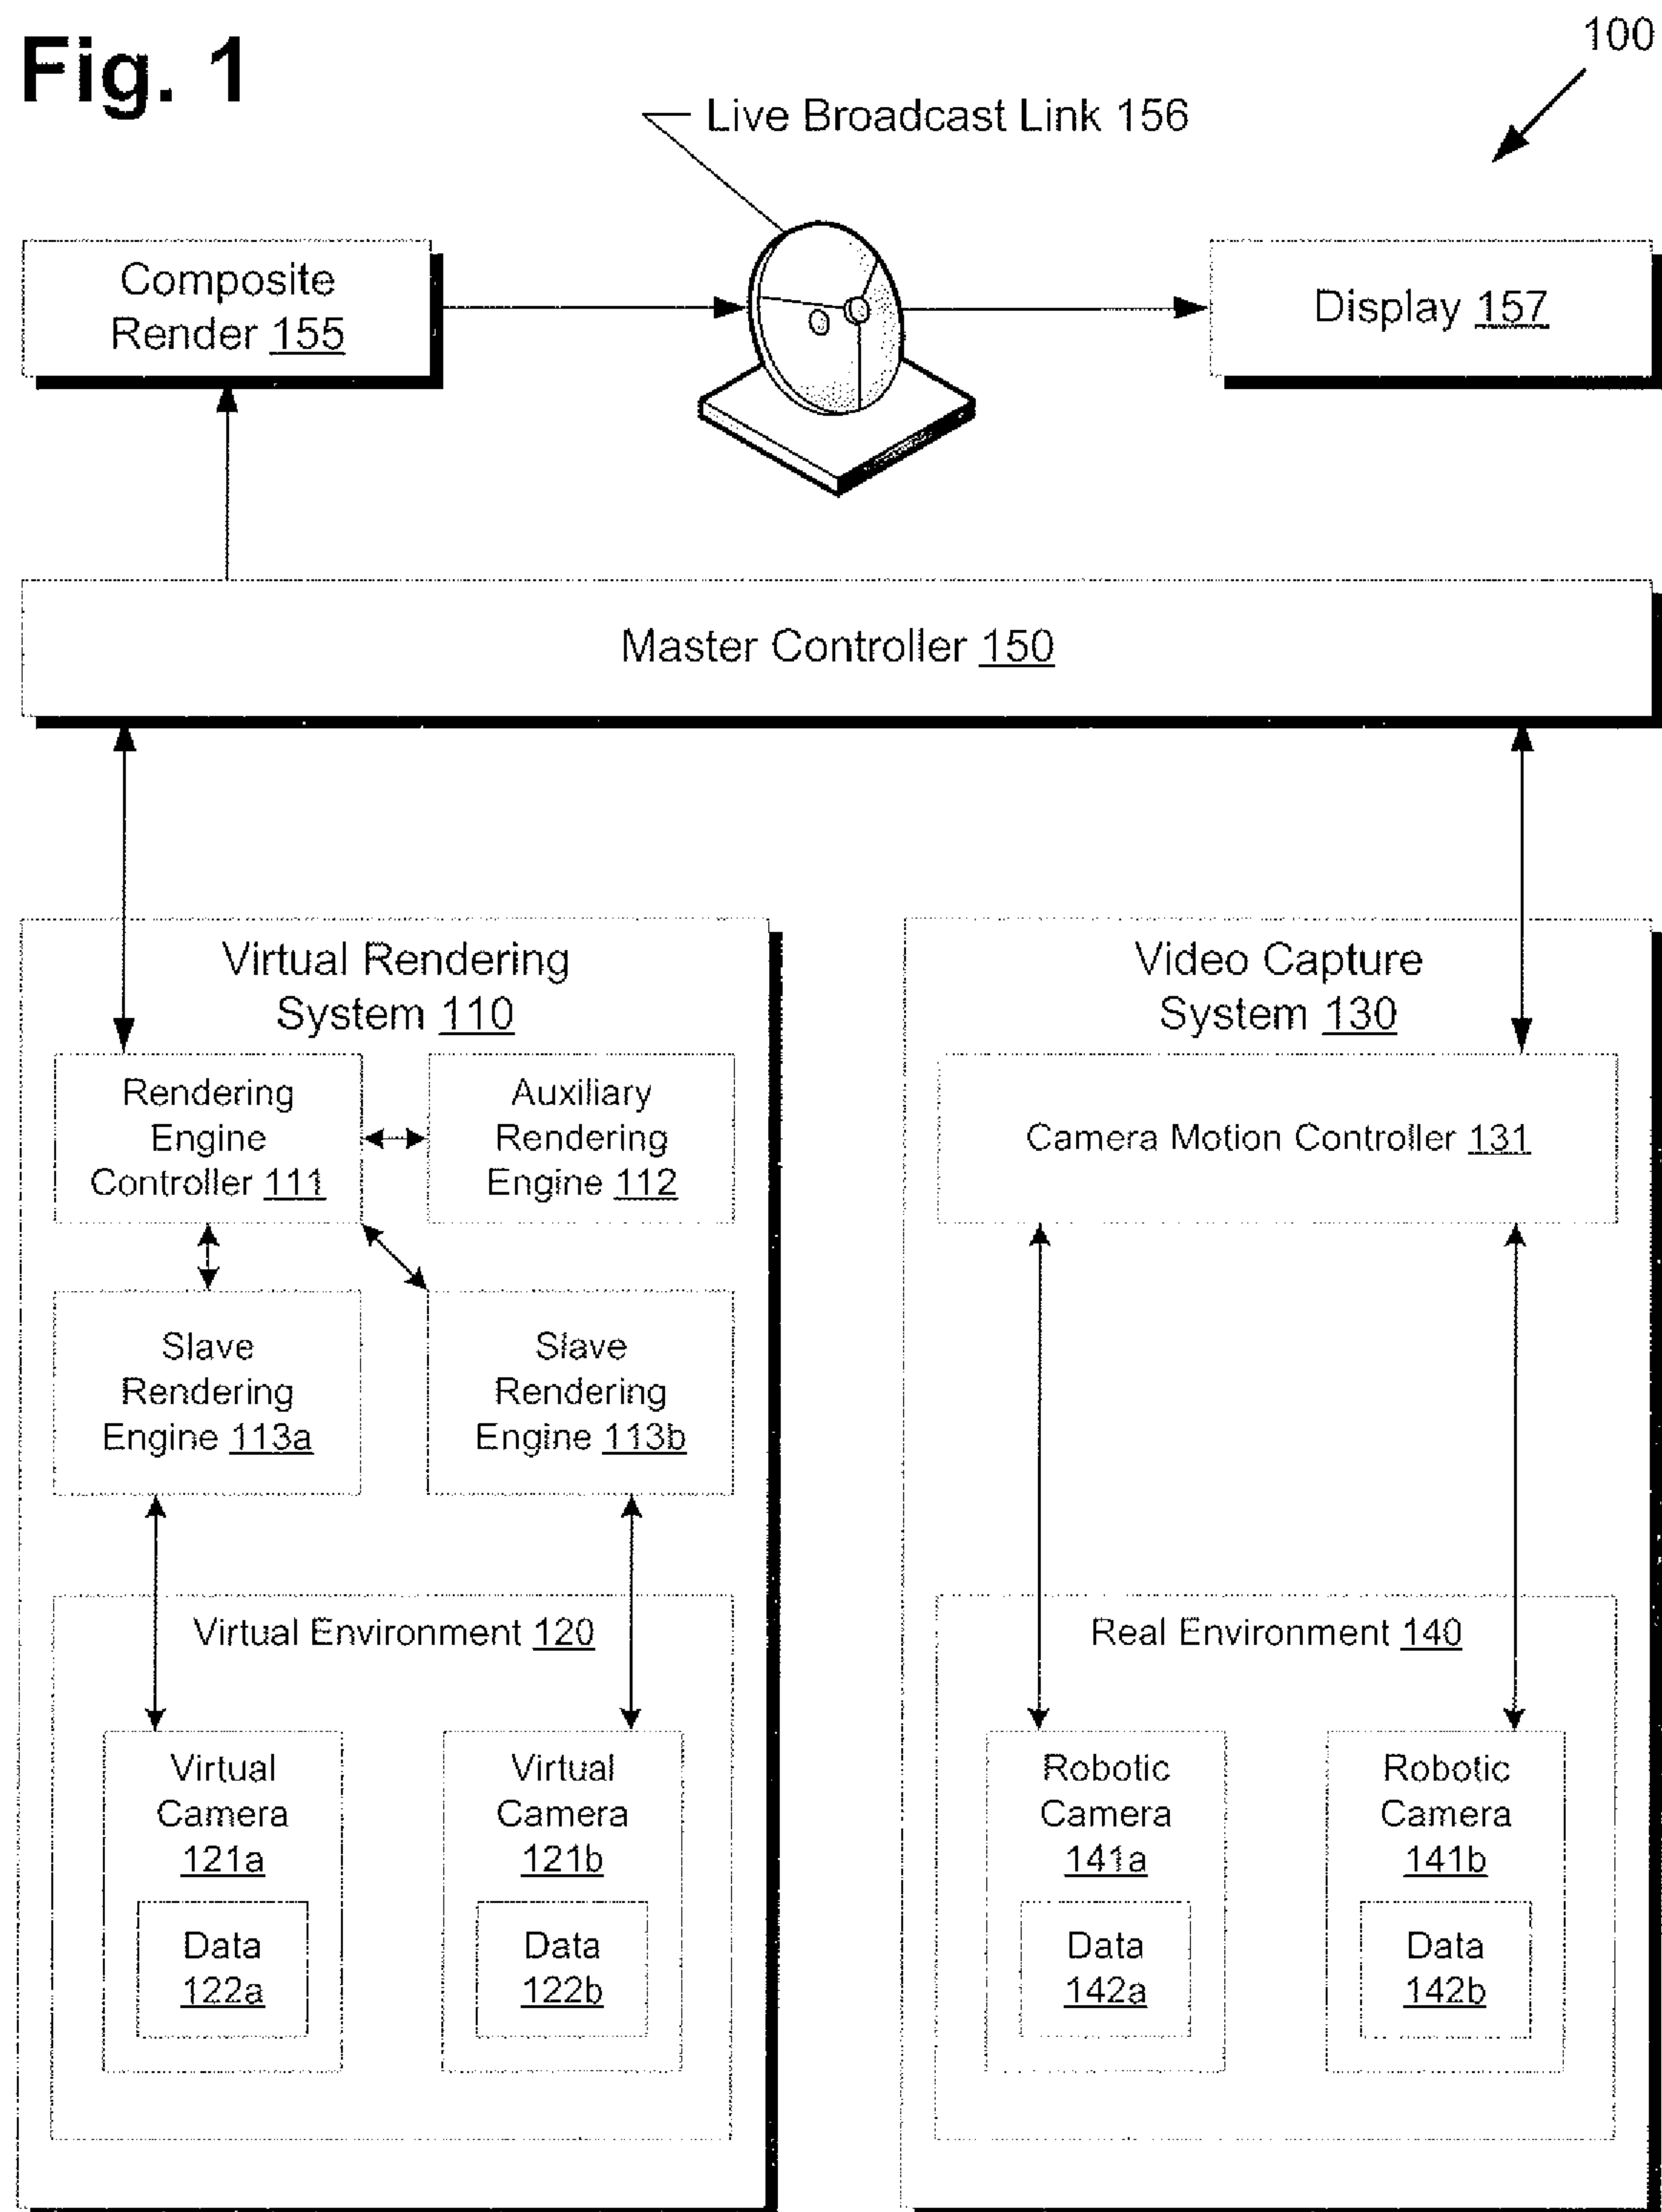 Fig. 1
100
Live Broadcast Link 156
Composite
Render 155
Display 157
Master Controller 150
Virtual Rendering
System 110
Rendering
Engine
Controller 111
Auxiliary
Rendering
Engine 112
Slave
Rendering
Engine 113a
Slave
Rendering
Engine 113b
Virtual Environment 120
Virtual
Camera
121a
Data
122a
Virtual
Camera
121b
Data
122b
Video Capture
System 130
Camera Motion Controller 131
Real Environment 140
Robotic
Camera
141a
Data
142a
Robotic
Camera
141b
Data
142b